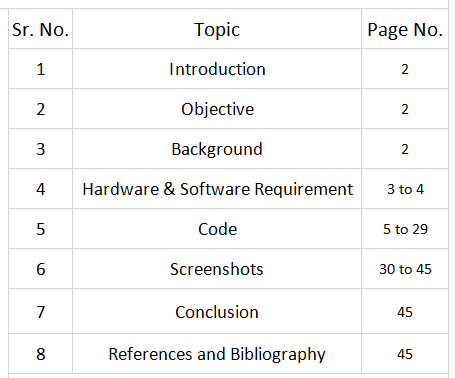 Sr. No. Topic Page No.
1 Introduction 2
2 Objective 2
3 Background 2
4 Hardware & Software Requirement 3 to 4
5 Code 5 to 29
6 Screenshots 30 to 45
7 Conclusion 45
8 References and Bibliography 45